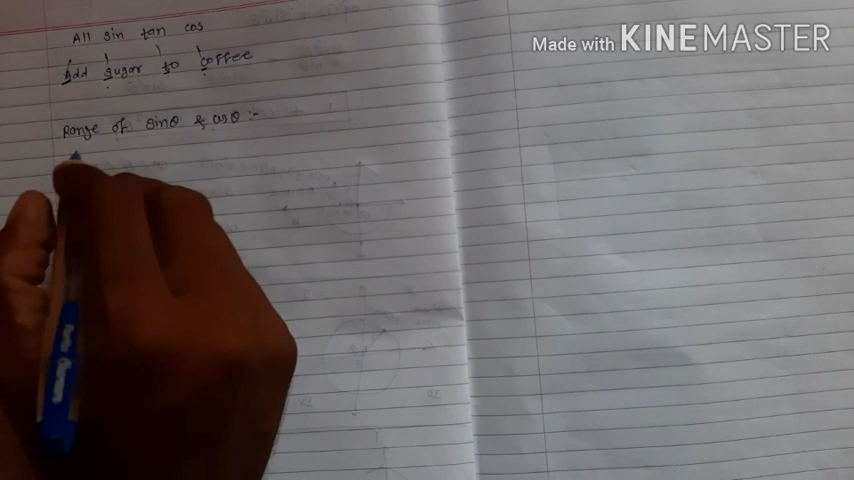 All sin tan cos
Add sugar to coffee
Range of sinθ & cosθ :-
Made with KINEMASTER